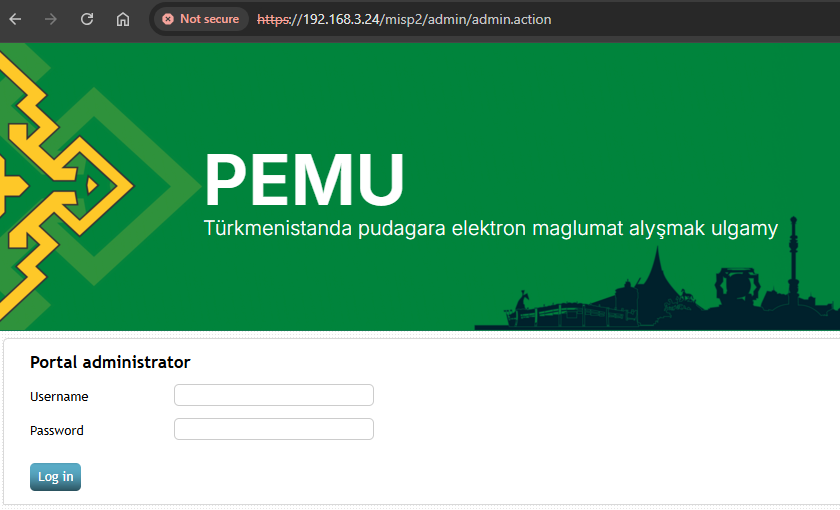 Not secure https://192.168.3.24/misp2/admin/admin.action
PEMU
Türkmenistanda pudagara elektron maglumat alyşmak ulgamy
Portal administrator
Username
Password
Log in